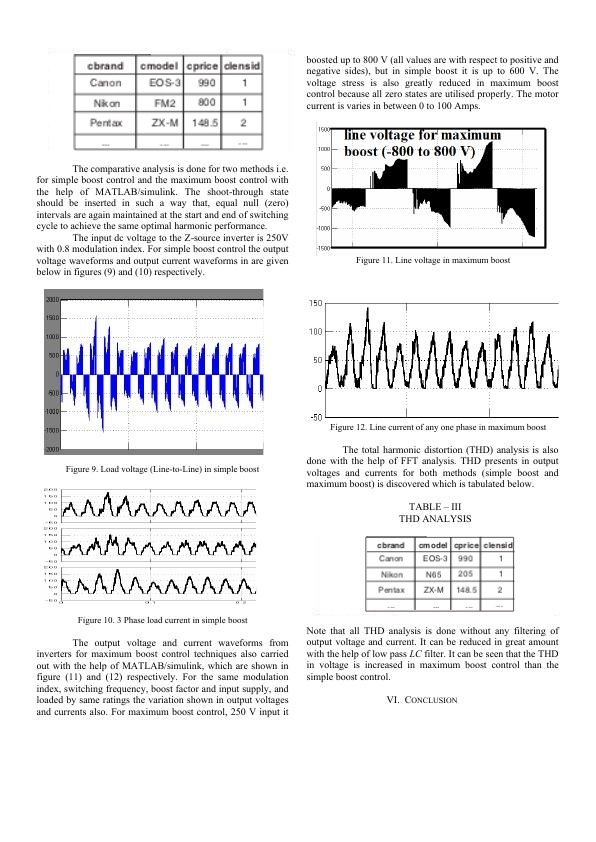 cbrand cmodel cprice clensid
Canon EOS-3 990 1
Nikon FM2 800 1
Pentax ZX-M 148.5 2
.... ... ... ...
The comparative analysis is done for two methods i.e.
for simple boost control and the maximum boost control with
the help of MATLAB/simulink. The shoot-through state
should be inserted in such a way that, equal null (zero)
intervals are again maintained at the start and end of switching
cycle to achieve the same optimal harmonic performance.
The input dc voltage to the Z-source inverter is 250V
with 0.8 modulation index. For simple boost control the output
voltage waveforms and output current waveforms in are given
below in figures (9) and (10) respectively.
2000
1500
1000
500
0
-500
-1000
-1500
-2000
Figure 9. Load voltage (Line-to-Line) in simple boost
Figure 10. 3 Phase load current in simple boost
The output voltage and current waveforms from
inverters for maximum boost control techniques also carried
out with the help of MATLAB/simulink, which are shown in
figure (11) and (12) respectively. For the same modulation
index, switching frequency, boost factor and input supply, and
loaded by same ratings the variation shown in output voltages
and currents also. For maximum boost control, 250 V input it
boosted up to 800 V (all values are with respect to positive and
negative sides), but in simple boost it is up to 600 V. The
voltage stress is also greatly reduced in maximum boost
control because all zero states are utilised properly. The motor
current is varies in between 0 to 100 Amps.
line voltage for maximum
boost (-800 to 800 V)
1500
1000
500
0
-500
-1000
-1500
Figure 11. Line voltage in maximum boost
150
100
50
0
-50
Figure 12. Line current of any one phase in maximum boost
The total harmonic distortion (THD) analysis is also
done with the help of FFT analysis. THD presents in output
voltages and currents for both methods (simple boost and
maximum boost) is discovered which is tabulated below.
TABLE – III
THD ANALYSIS
cbrand cmodel cprice clensid
Canon EOS-3 990 1
Nikon N65 205 1
Pentax ZX-M 148.5 2
... ... ... ...
Note that all THD analysis is done without any filtering of
output voltage and current. It can be reduced in great amount
with the help of low pass LC filter. It can be seen that the THD
in voltage is increased in maximum boost control than the
simple boost control.
VI. CONCLUSION